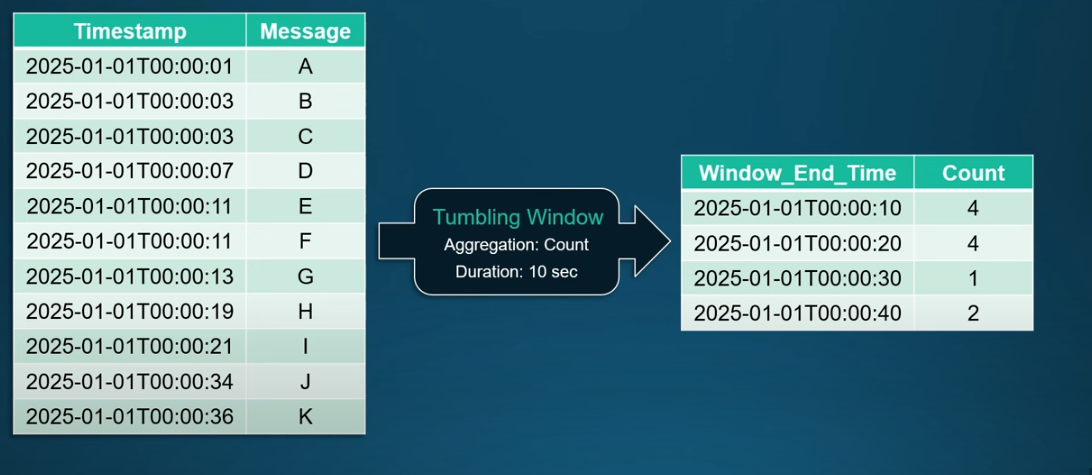 Timestamp Message
2025-01-01T00:00:01 A
2025-01-01T00:00:03 B
2025-01-01T00:00:03 C
2025-01-01T00:00:07 D
2025-01-01T00:00:11 E
2025-01-01T00:00:11 F
2025-01-01T00:00:13 G
2025-01-01T00:00:19 H
2025-01-01T00:00:21 I
2025-01-01T00:00:34 J
2025-01-01T00:00:36 K
Tumbling Window
Aggregation: Count
Duration: 10 sec
Window_End_Time Count
2025-01-01T00:00:10 4
2025-01-01T00:00:20 4
2025-01-01T00:00:30 1
2025-01-01T00:00:40 2